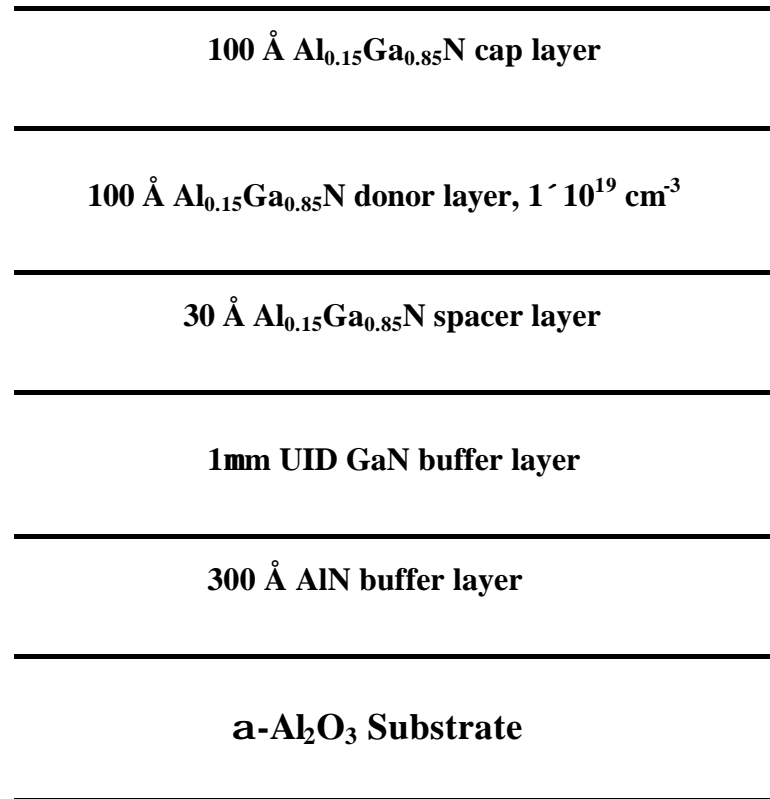 100 Å Al₀.₁₅Ga₀.₈₅N cap layer
100 Å Al₀.₁₅Ga₀.₈₅N donor layer, 1´10¹⁹ cm⁻³
30 Å Al₀.₁₅Ga₀.₈₅N spacer layer
1mm UID GaN buffer layer
300 Å AlN buffer layer
a-Al₂O₃ Substrate